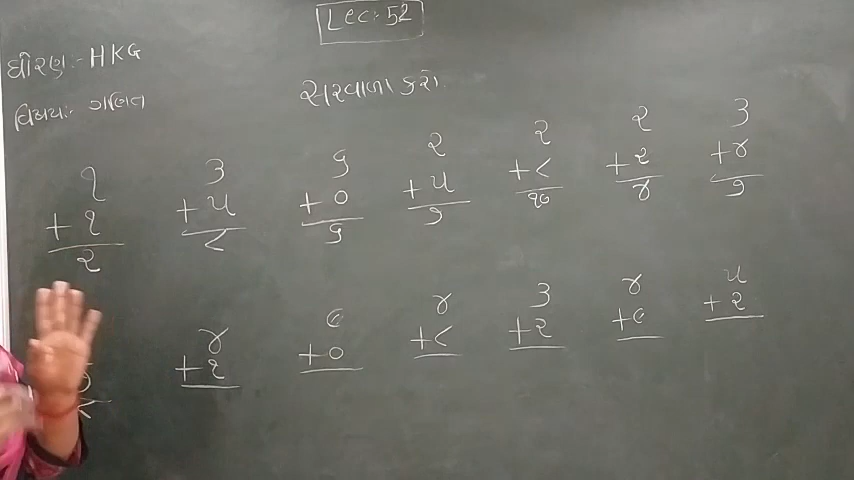 Lec:- 52
ધોરણ:- HKG
વિષય:- ગણિત
સરવાળા કરો.
૧ ૩ ૬ ૨ ૨ ૨ ૩
+૧ +૫ +૦ +૫ +૮ +૨ +૪
૨ ૮ ૬ ૭ ૧૦ ૪ ૭
૪ ૯ ૪ ૩ ૪ ૫
+૧ +૦ +૮ +૨ +૯ +૨